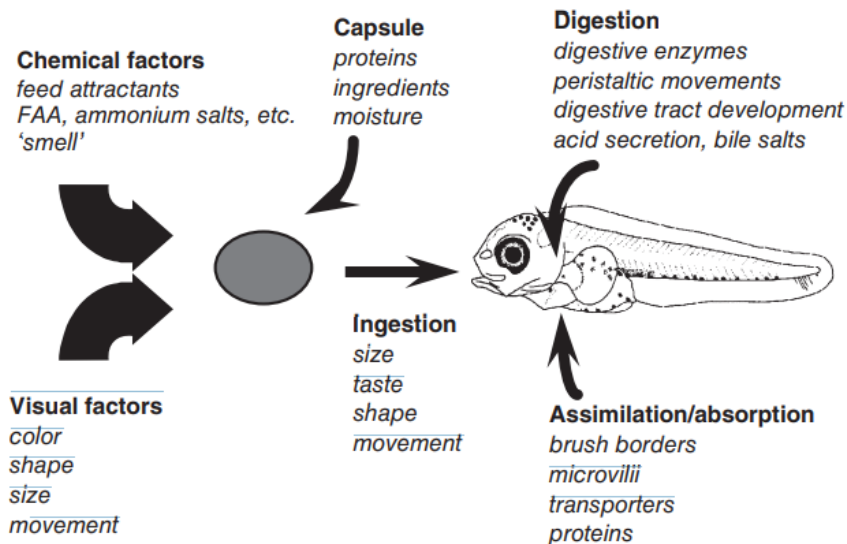 Chemical factors
feed attractants
FAA, ammonium salts, etc.
‘smell’
Capsule
proteins
ingredients
moisture
Digestion
digestive enzymes
peristaltic movements
digestive tract development
acid secretion, bile salts
Visual factors
color
shape
size
movement
Ingestion
size
taste
shape
movement
Assimilation/absorption
brush borders
microvilii
transporters
proteins